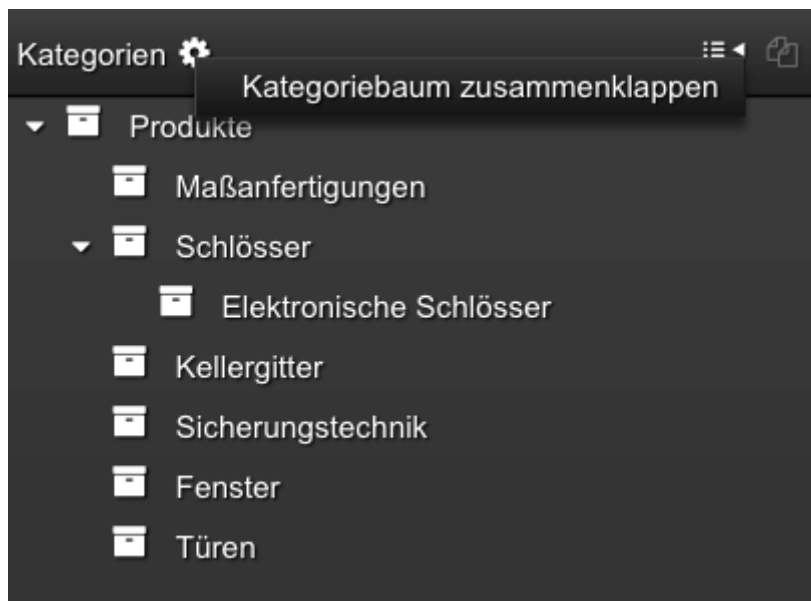 Kategorien
Kategoriebaum zusammenklappen
Produkte
Maßanfertigungen
Schlösser
Elektronische Schlösser
Kellergitter
Sicherungstechnik
Fenster
Türen